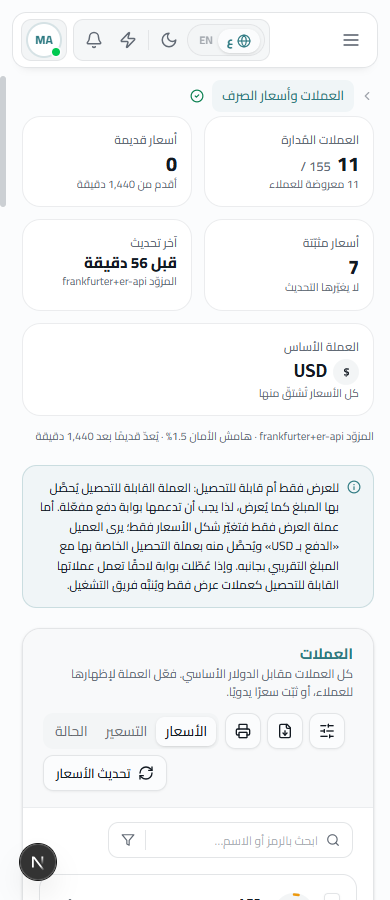 MA
EN
ع
العملات وأسعار الصرف
العملات المُدارة
11 155 /
11 معروضة للعملاء
أسعار قديمة
0
أقدم من 1,440 دقيقة
أسعار مثبّتة
7
لا يغيّرها التحديث
آخر تحديث
قبل 56 دقيقة
المزوّد frankfurter+er-api
العملة الأساس
$ USD
كل الأسعار تُشتقّ منها
المزوّد frankfurter+er-api · هامش الأمان 1.5% · يُعدّ قديمًا بعد 1,440 دقيقة
للعرض فقط أم قابلة للتحصيل: العملة القابلة للتحصيل يُحصَّل
بها المبلغ كما يُعرض، لذا يجب أن تدعمها بوابة دفع مفعّلة. أما
عملة العرض فقط فتغيّر شكل الأسعار فقط؛ يرى العميل
«الدفع بـ USD» ويُحصَّل منه بعملة التحصيل الخاصة بها مع
المبلغ التقريبي بجانبه. وإذا عُطّلت بوابة لاحقًا تعمل عملاتها
القابلة للتحصيل كعملات عرض فقط ويُنبَّه فريق التشغيل.
العملات
كل العملات مقابل الدولار الأساسي. فعّل العملة لإظهارها
للعملاء، أو ثبّت سعرًا يدويًا.
الأسعار
التسعير
الحالة
تحديث الأسعار
ابحث بالرمز أو الاسم...
N